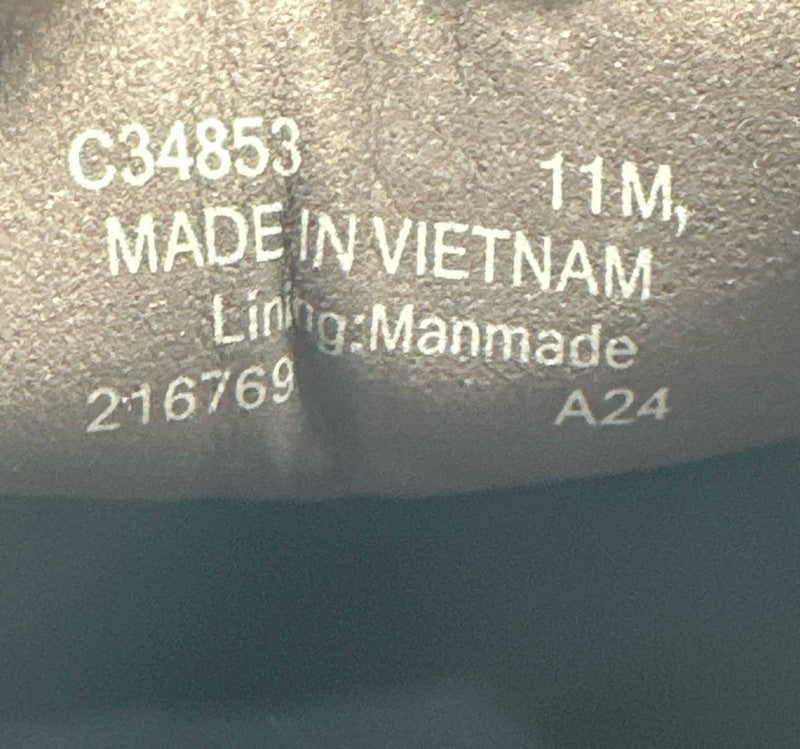 C34853 11M,
MADE IN VIETNAM
Lining:Manmade
216769 A24